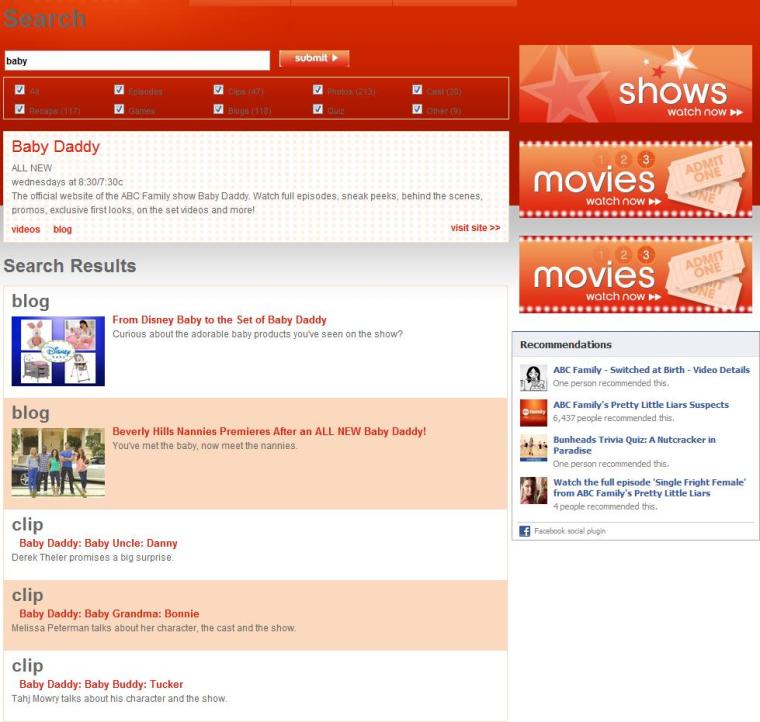 Search
baby
submit
All
Episodes
Clips (47)
Photos (213)
Cast (20)
Recaps (117)
Games
Blogs (118)
Quiz
Other (9)
Baby Daddy
ALL NEW
wednesdays at 8:30/7:30c
The official website of the ABC Family show Baby Daddy. Watch full episodes, sneak peeks, behind the scenes,
promos, exclusive first looks, on the set videos and more!
videos blog
visit site >>
Search Results
blog
Disney
baby
From Disney Baby to the Set of Baby Daddy
Curious about the adorable baby products you've seen on the show?
blog
Beverly Hills Nannies Premieres After an ALL NEW Baby Daddy!
You've met the baby, now meet the nannies.
clip
Baby Daddy: Baby Uncle: Danny
Derek Theler promises a big surprise.
clip
Baby Daddy: Baby Grandma: Bonnie
Melissa Peterman talks about her character, the cast and the show.
clip
Baby Daddy: Baby Buddy: Tucker
Tahj Mowry talks about his character and the show.
shows
watch now
1 2 3
movies
watch now
ADMIT
ONE
ADMIT
ONE
1 2 3
movies
watch now
ADMIT
ONE
ADMIT
ONE
Recommendations
ABC Family - Switched at Birth - Video Details
One person recommended this.
abc family
ABC Family's Pretty Little Liars Suspects
6,437 people recommended this.
Bunheads Trivia Quiz: A Nutcracker in
Paradise
One person recommended this.
Watch the full episode 'Single Fright Female'
from ABC Family's Pretty Little Liars
4 people recommended this.
f Facebook social plugin